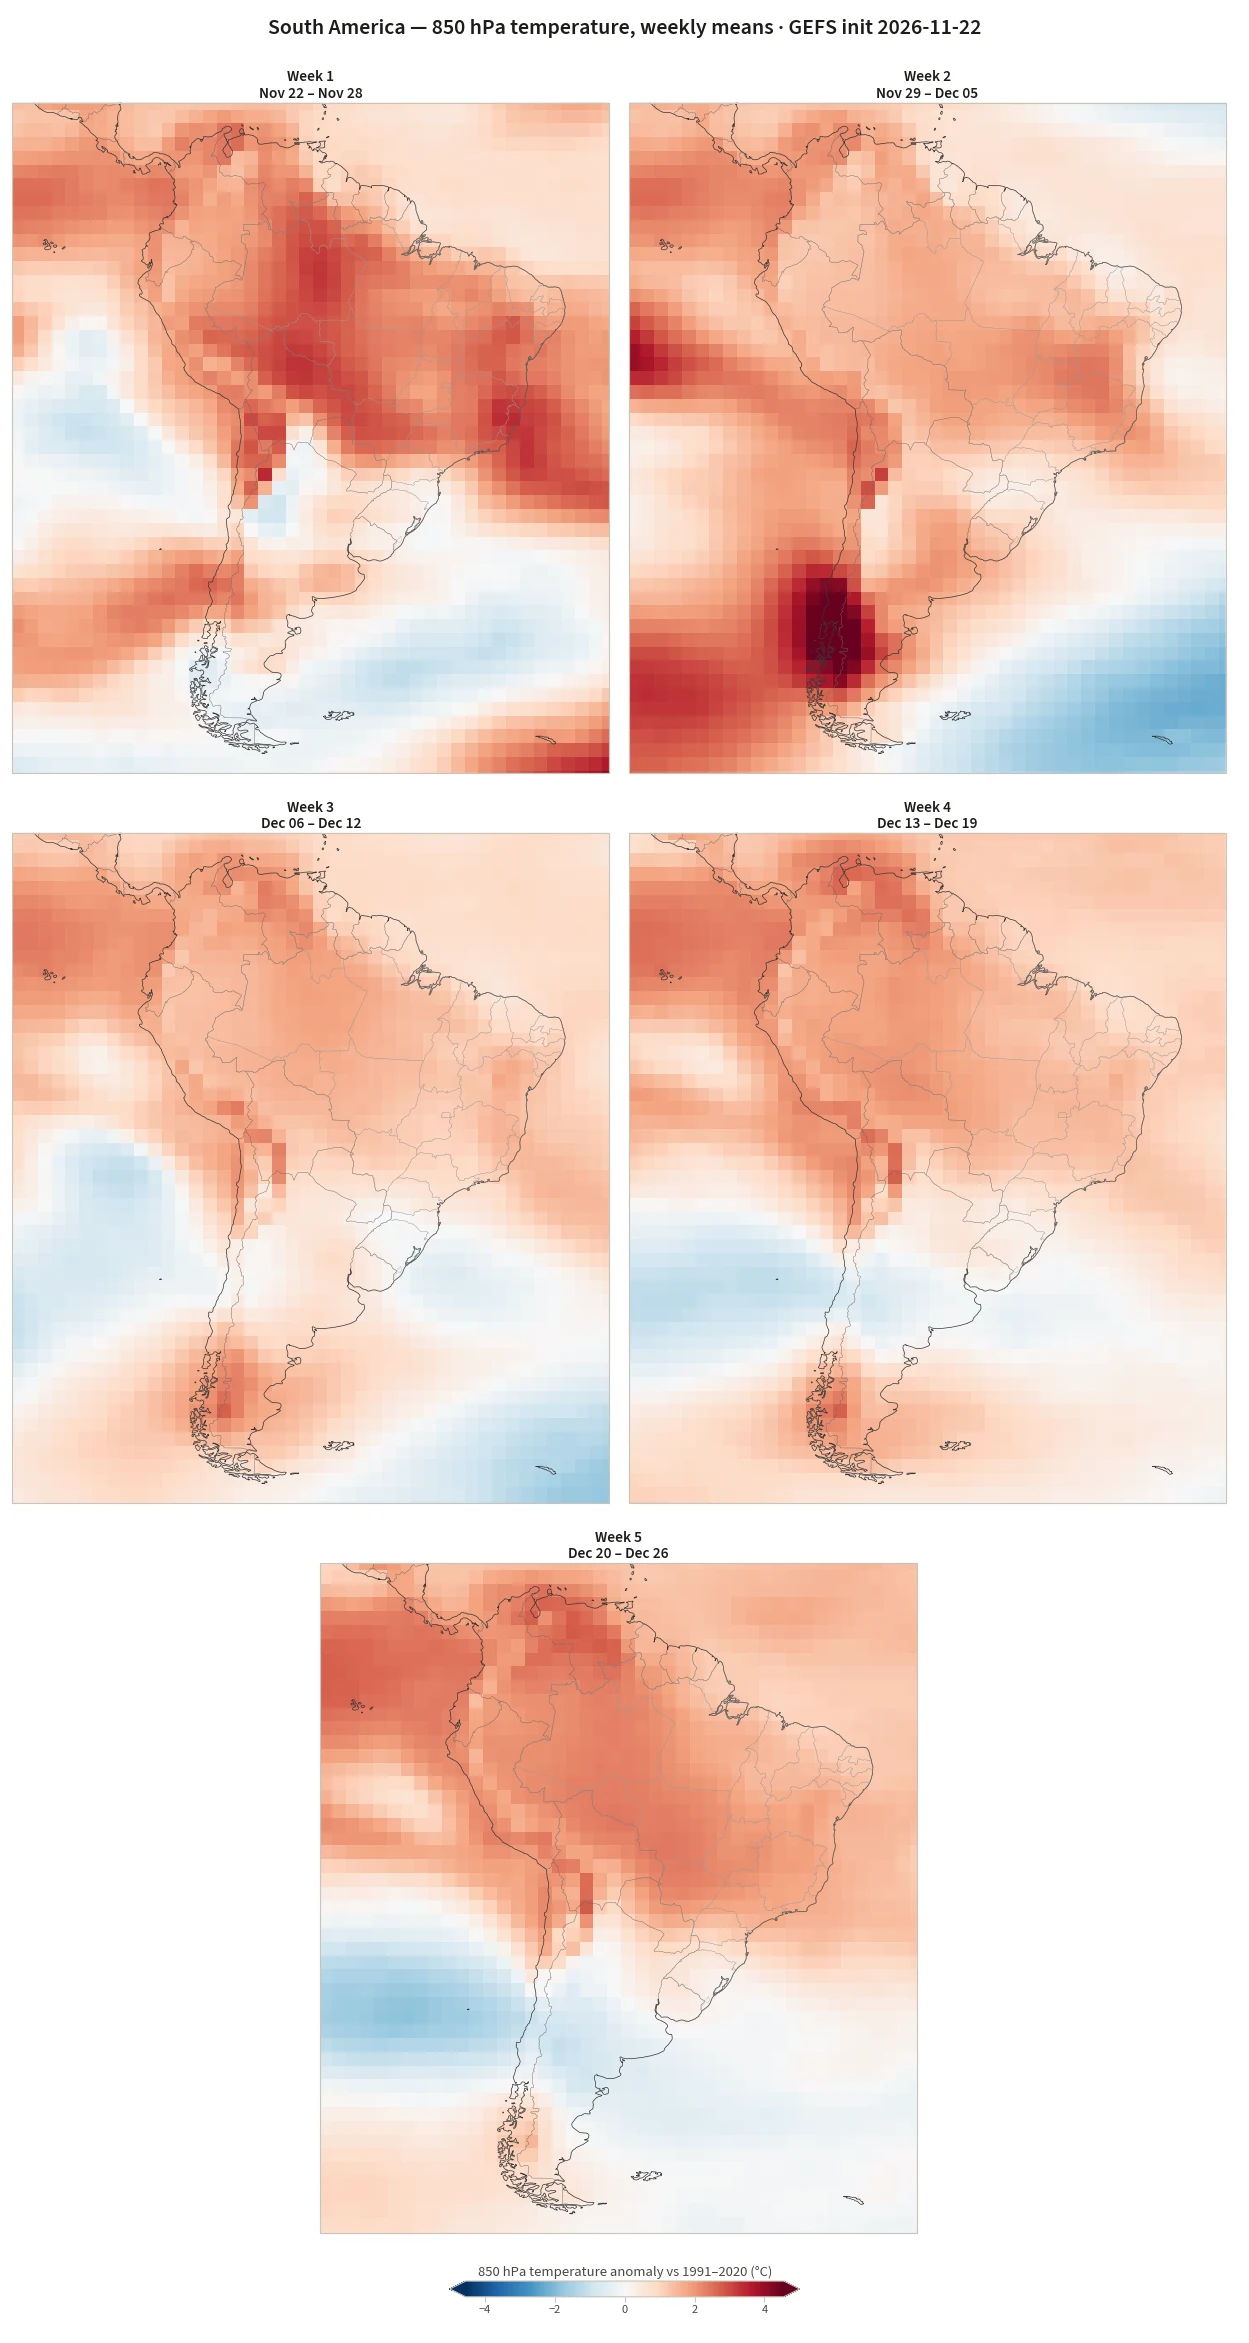 South America — 850 hPa temperature, weekly means · GEFS init 2026-11-22
Week 1
Nov 22 – Nov 28
Week 2
Nov 29 – Dec 05
Week 3
Dec 06 – Dec 12
Week 4
Dec 13 – Dec 19
Week 5
Dec 20 – Dec 26
850 hPa temperature anomaly vs 1991–2020 (°C)
−4 −2 0 2 4